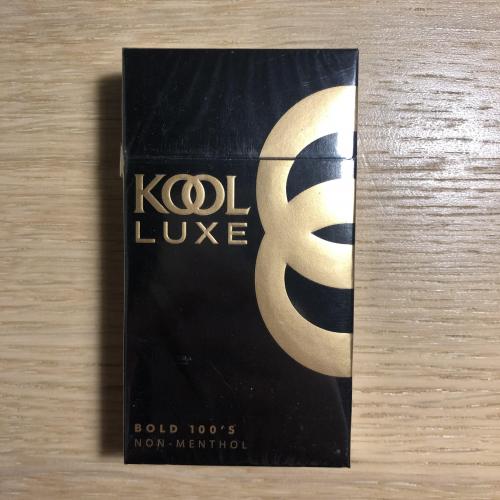 KOOL
LUXE
BOLD 100'S
NON-MENTHOL